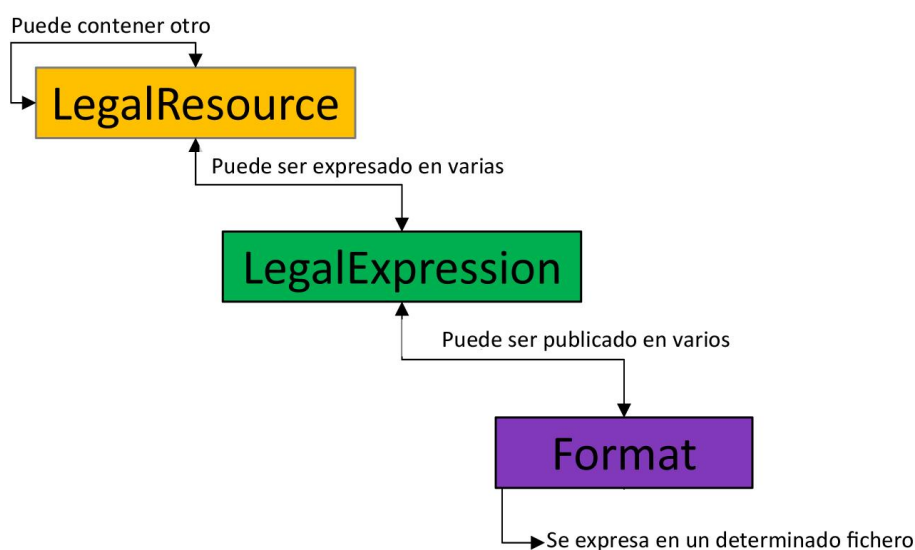 Puede contener otro
LegalResource
Puede ser expresado en varias
LegalExpression
Puede ser publicado en varios
Format
Se expresa en un determinado fichero